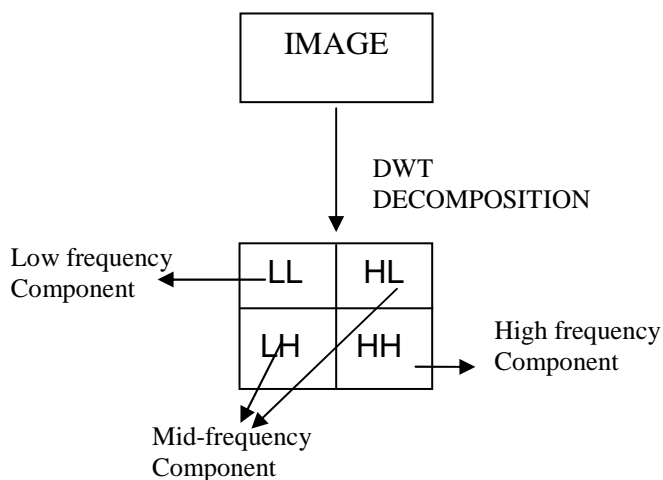 IMAGE
DWT
DECOMPOSITION
Low frequency
Component
LL
HL
LH
HH
High frequency
Component
Mid-frequency
Component